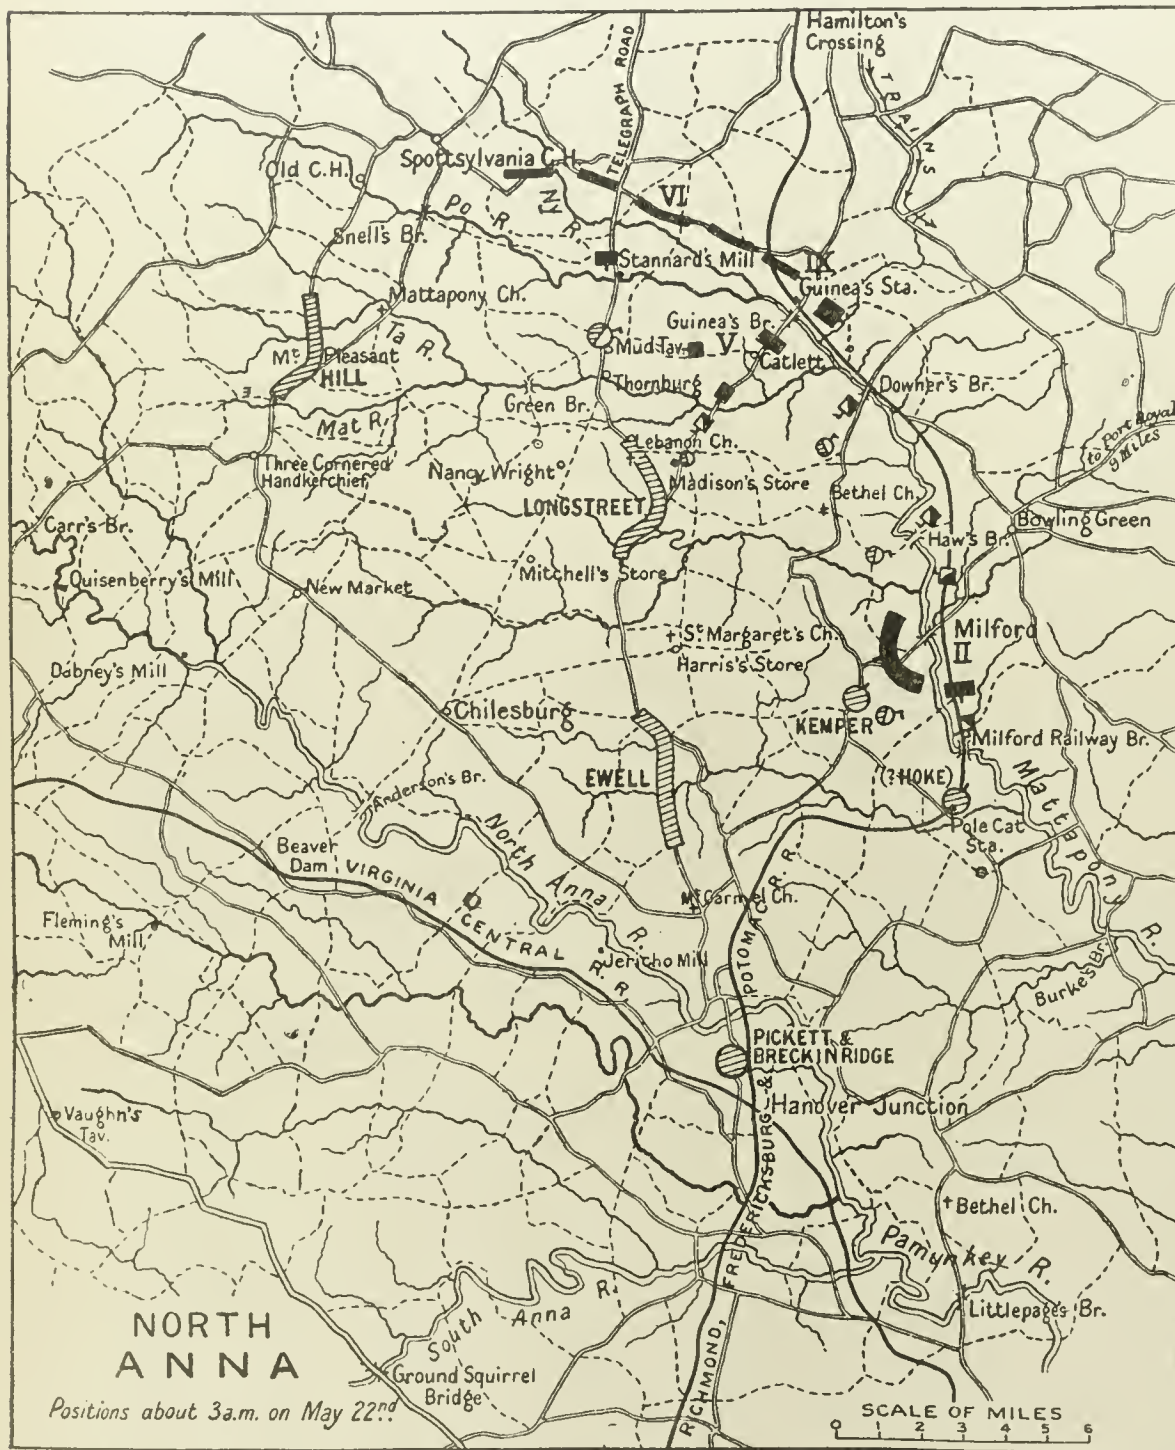 Hamilton's
Crossing
TRAINS
TELEGRAPH ROAD
Old C.H.
Spottsylvania C.H.
VI
NY R.
Po R.
Snell's Br.
Stannard's Mill
IX
Guinea's Sta.
Mattapony Ch.
Ta R.
Guinea's Br.
Mud Tav.
V
Catlett
Mt. Pleasant
HILL
Thornburg
Downer's Br.
Green Br.
Mat R.
to Port Royal
9 Miles
Lebanon Ch.
Three Cornered
Handkerchief
Nancy Wright
Madison's Store
LONGSTREET
Bethel Ch.
Bowling Green
Carr's Br.
Haw's Br.
Mitchell's Store
Quisenberry's Mill
New Market
St. Margaret's Ch.
Milford
II
Harris's Store
Dabney's Mill
Chilesburg
KEMPER
Milford Railway Br.
EWELL
(?HOKE)
Mattapony R.
Anderson's Br.
Pole Cat
Sta.
North Anna R.
Beaver
Dam
VIRGINIA CENTRAL R.R.
Mt. Carmel Ch.
Fleming's
Mill
Jericho Mill
Burke's Br.
PICKETT &
BRECKINRIDGE
Hanover Junction
Vaughn's
Tav.
Bethel Ch.
Pamunkey R.
RICHMOND, FREDERICKSBURG & POTOMAC R.R.
Littlepage's Br.
South Anna R.
Ground Squirrel
Bridge
NORTH
ANNA
Positions about 3a.m. on May 22nd.
SCALE OF MILES
0 1 2 3 4 5 6